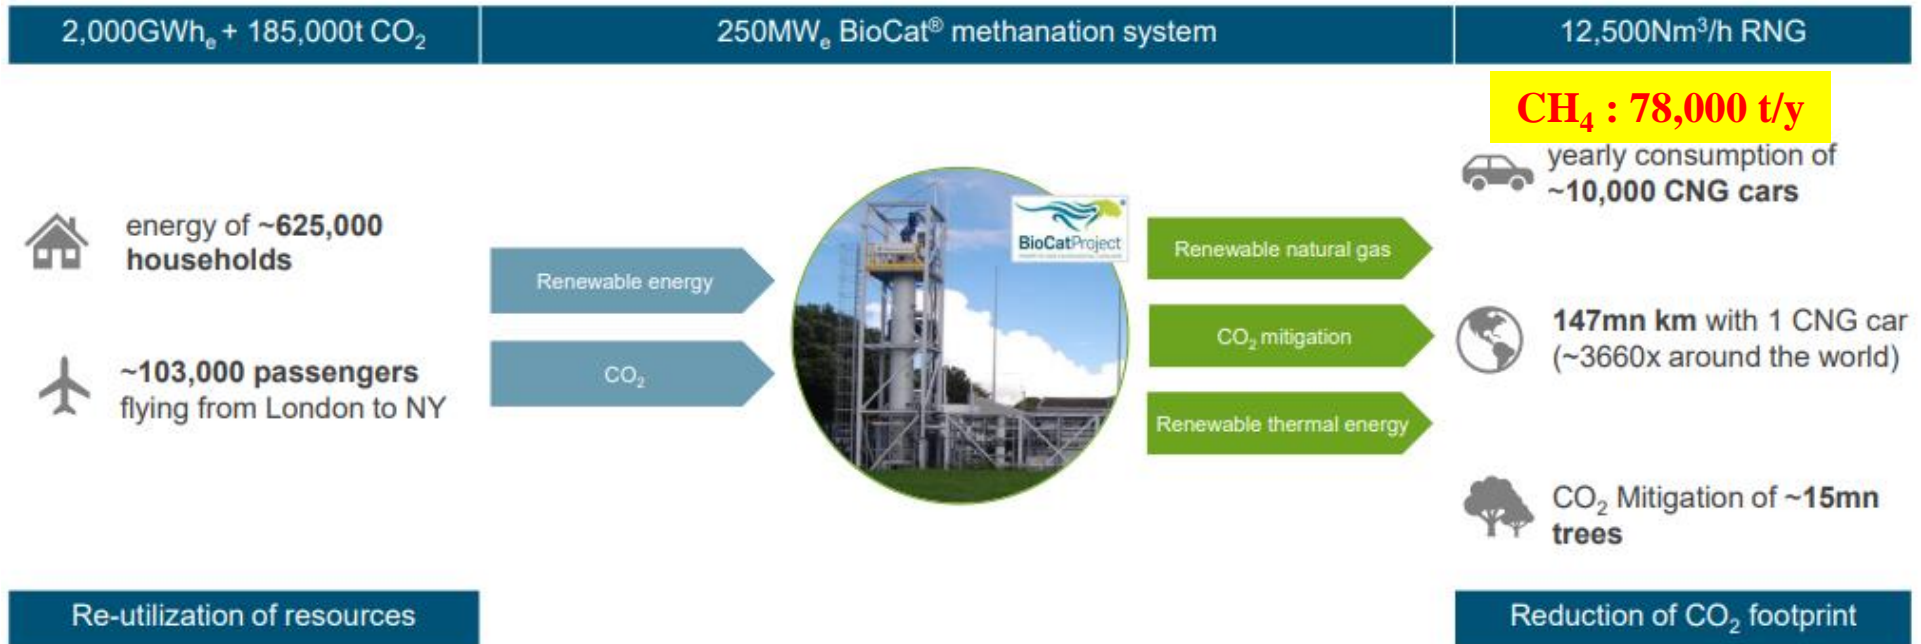 2,000GWhₑ + 185,000t CO₂
250MWₑ BioCat® methanation system
12,500Nm³/h RNG
CH₄ : 78,000 t/y
energy of ~625,000
households
~103,000 passengers
flying from London to NY
Renewable energy
CO₂
BioCatProject
Renewable natural gas
CO₂ mitigation
Renewable thermal energy
yearly consumption of
~10,000 CNG cars
147mn km with 1 CNG car
(~3660x around the world)
CO₂ Mitigation of ~15mn
trees
Re-utilization of resources
Reduction of CO₂ footprint